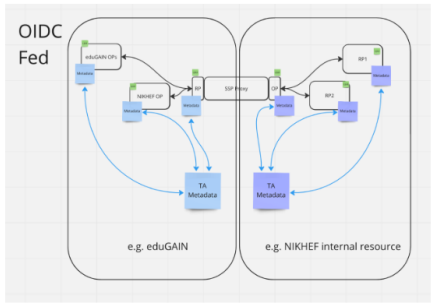 OIDC
Fed
eduGAIN OPs
Metadata
NIKHEF OP
Metadata
RP
Metadata
SSP Proxy
OP
Metadata
RP1
Metadata
RP2
Metadata
TA
Metadata
TA
Metadata
e.g. eduGAIN
e.g. NIKHEF internal resource